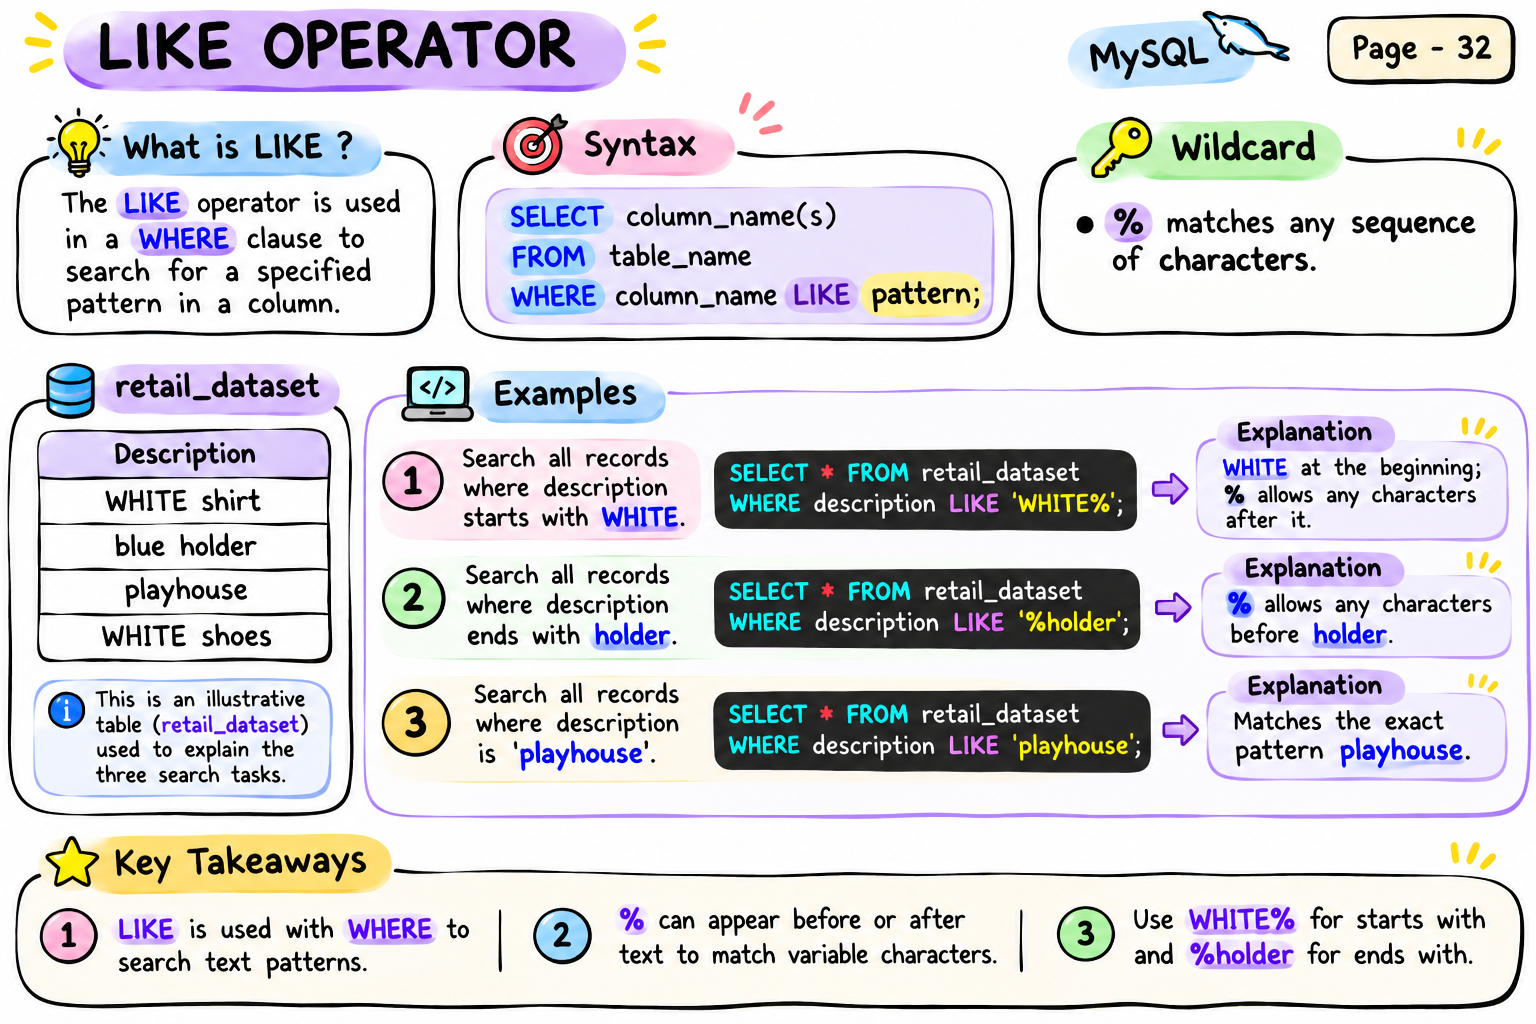 LIKE OPERATOR
MySQL
Page - 32
What is LIKE ?
The LIKE operator is used
in a WHERE clause to
search for a specified
pattern in a column.
Syntax
SELECT column_name(s)
FROM table_name
WHERE column_name LIKE pattern;
Wildcard
● % matches any sequence
of characters.
retail_dataset
Description
WHITE shirt
blue holder
playhouse
WHITE shoes
i This is an illustrative
table (retail_dataset)
used to explain the
three search tasks.
</> Examples
1 Search all records
where description
starts with WHITE.
SELECT * FROM retail_dataset
WHERE description LIKE 'WHITE%';
Explanation
WHITE at the beginning;
% allows any characters
after it.
2 Search all records
where description
ends with holder.
SELECT * FROM retail_dataset
WHERE description LIKE '%holder';
Explanation
% allows any characters
before holder.
3 Search all records
where description
is 'playhouse'.
SELECT * FROM retail_dataset
WHERE description LIKE 'playhouse';
Explanation
Matches the exact
pattern playhouse.
Key Takeaways
1 LIKE is used with WHERE to
search text patterns.
2 % can appear before or after
text to match variable characters.
3 Use WHITE% for starts with
and %holder for ends with.